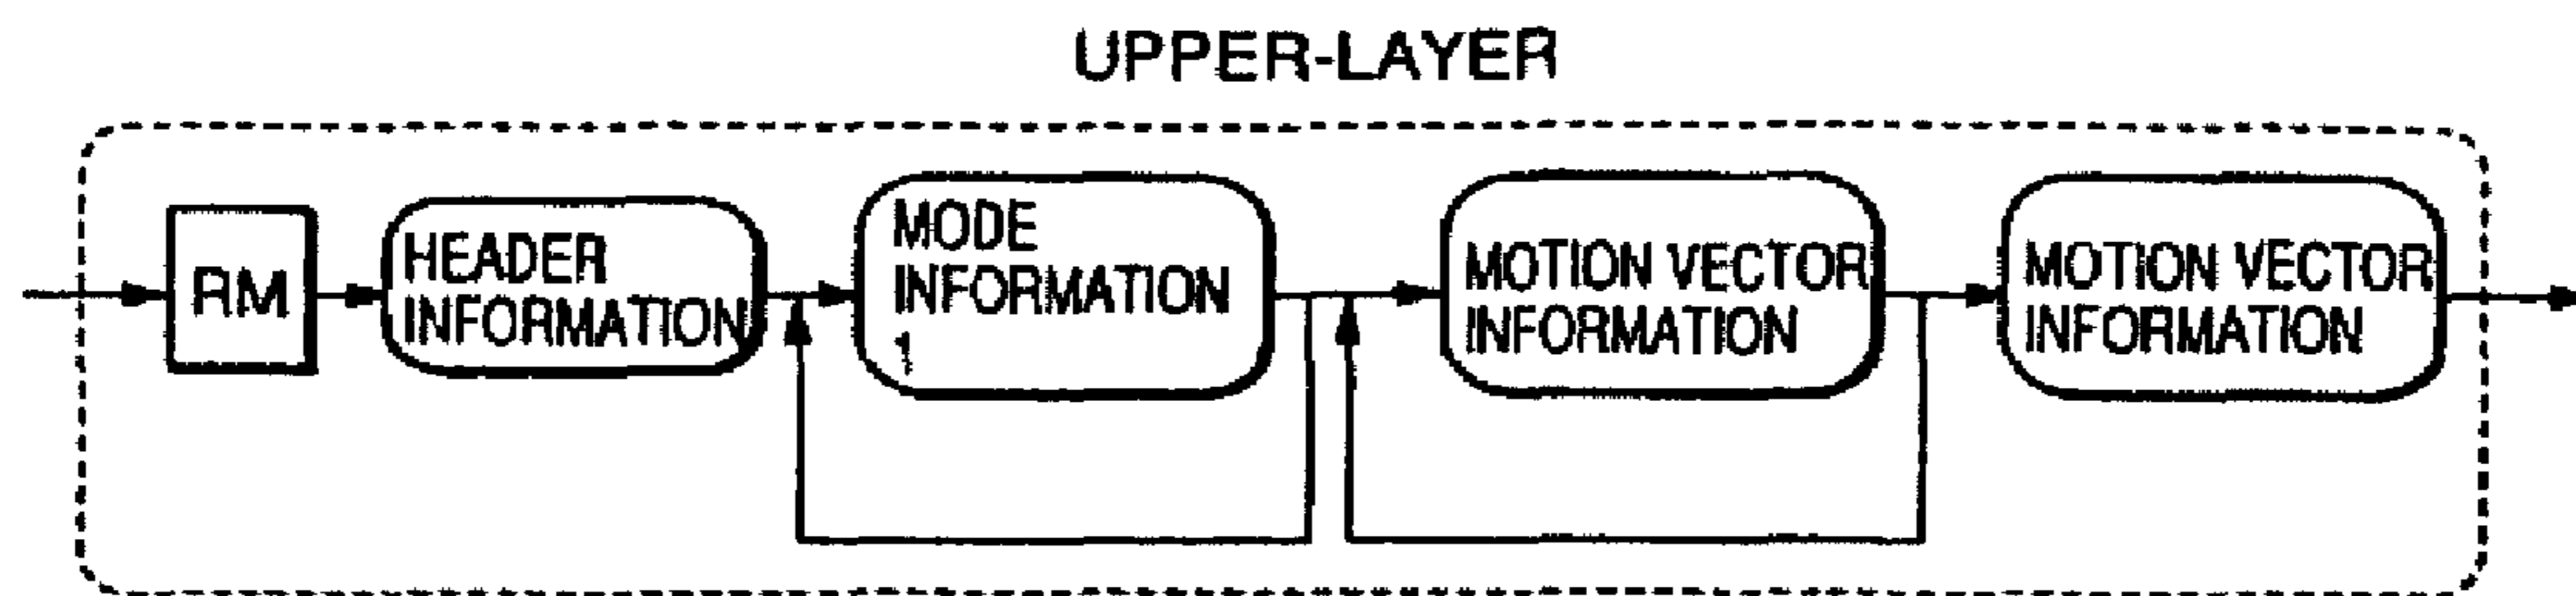 UPPER-LAYER
RM
HEADER
INFORMATION
MODE
INFORMATION
1
MOTION VECTOR
INFORMATION
MOTION VECTOR
INFORMATION